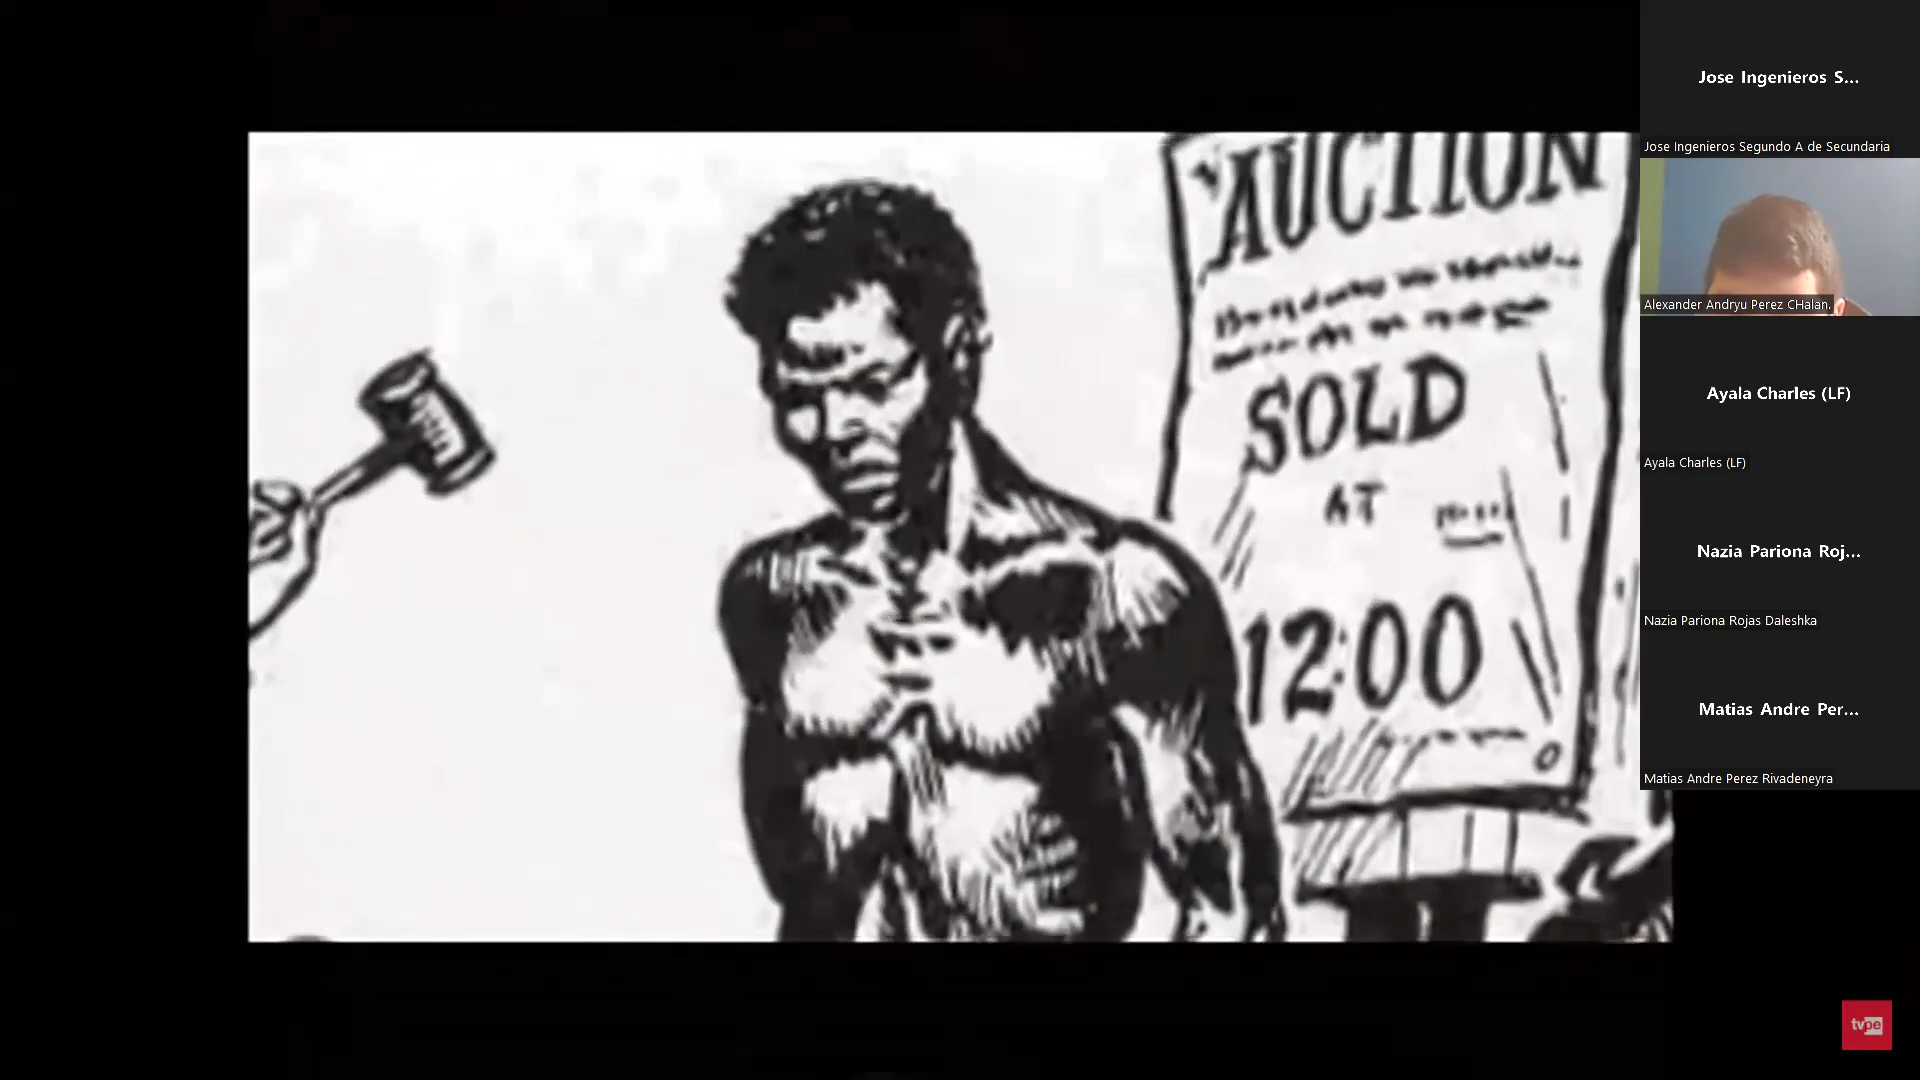 AUCTION
SOLD
AT
12:00
Jose Ingenieros S...
Jose Ingenieros Segundo A de Secundaria
Alexander Andryu Perez CHalan.
Ayala Charles (LF)
Ayala Charles (LF)
Nazia Pariona Roj...
Nazia Pariona Rojas Daleshka
Matias Andre Per...
Matias Andre Perez Rivadeneyra
tvpe